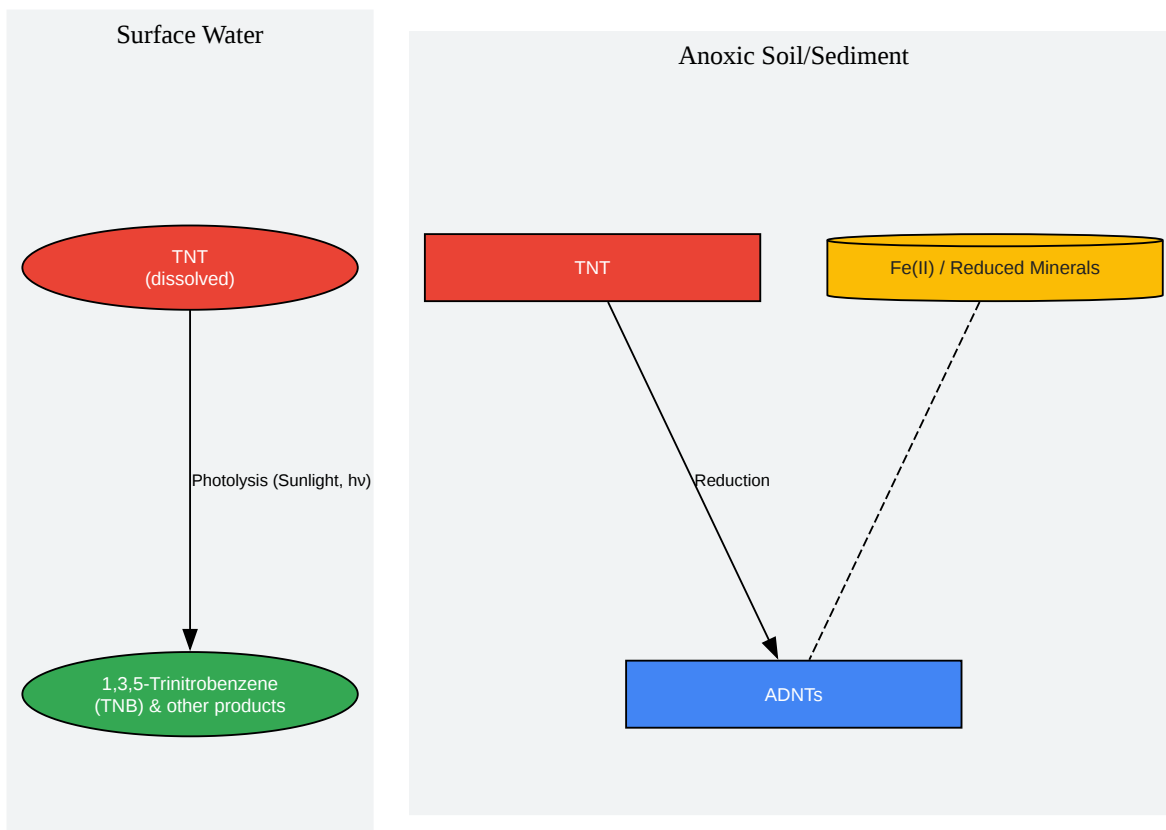 Surface Water
TNT
(dissolved)
Photolysis (Sunlight, hν)
1,3,5-Trinitrobenzene
(TNB) & other products
Anoxic Soil/Sediment
TNT
Fe(II) / Reduced Minerals
Reduction
ADNTs